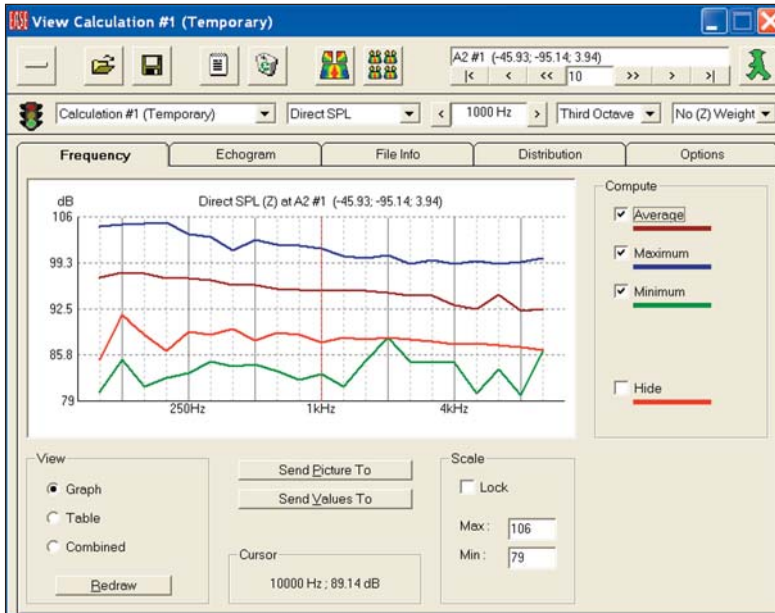 EASE View Calculation #1 (Temporary)
A2 #1 (-45.93; -95.14; 3.94)
|< < << 10 >> > >|
Calculation #1 (Temporary) Direct SPL < 1000 Hz > Third Octave No (Z) Weight
Frequency Echogram File Info Distribution Options
dB Direct SPL (Z) at A2 #1 (-45.93; -95.14; 3.94)
106
99.3
92.5
85.8
79
250Hz 1kHz 4kHz
Compute
Average
Maximum
Minimum
Hide
View
Graph
Table
Combined
Redraw
Send Picture To
Send Values To
Cursor
10000 Hz ; 89.14 dB
Scale
Lock
Max : 106
Min : 79